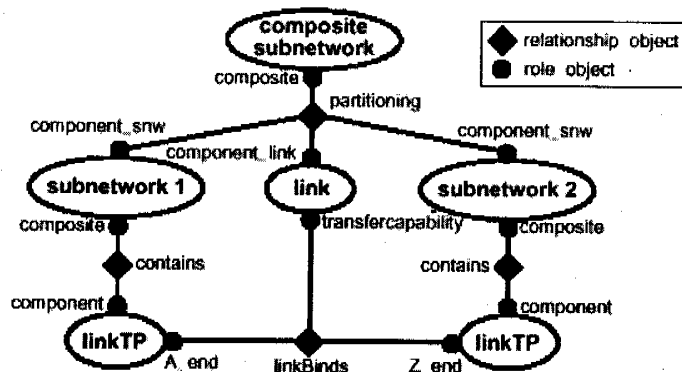 composite
subnetwork
relationship object
role object
composite
partitioning
component_snw
component_snw
component_link
subnetwork 1
link
subnetwork 2
composite
transfercapability
composite
contains
contains
component
component
linkTP
linkTP
A_end
linkBinds
Z_end